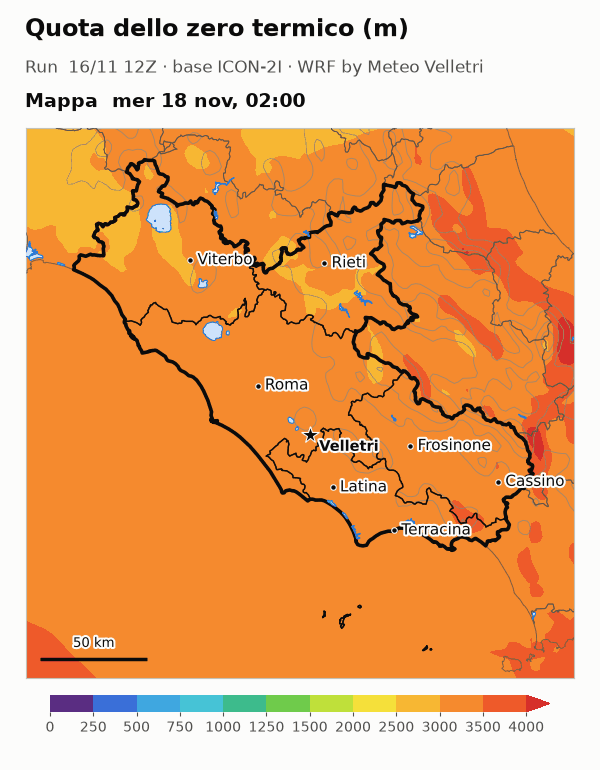 Quota dello zero termico (m)
Run  16/11 12Z · base ICON-2I · WRF by Meteo Velletri
Mappa  mer 18 nov, 02:00
Viterbo
Rieti
Roma
Velletri
Frosinone
Cassino
Latina
Terracina
50 km
0 250 500 750 1000 1250 1500 2000 2500 3000 3500 4000